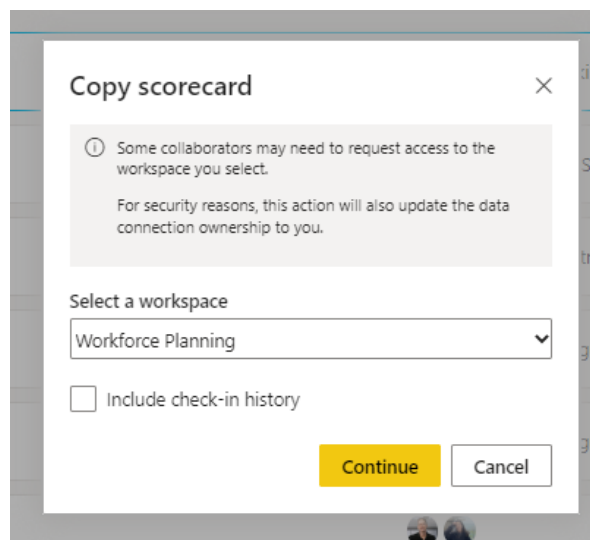 Copy scorecard
Some collaborators may need to request access to the
workspace you select.
For security reasons, this action will also update the data
connection ownership to you.
Select a workspace
Workforce Planning
Include check-in history
Continue
Cancel